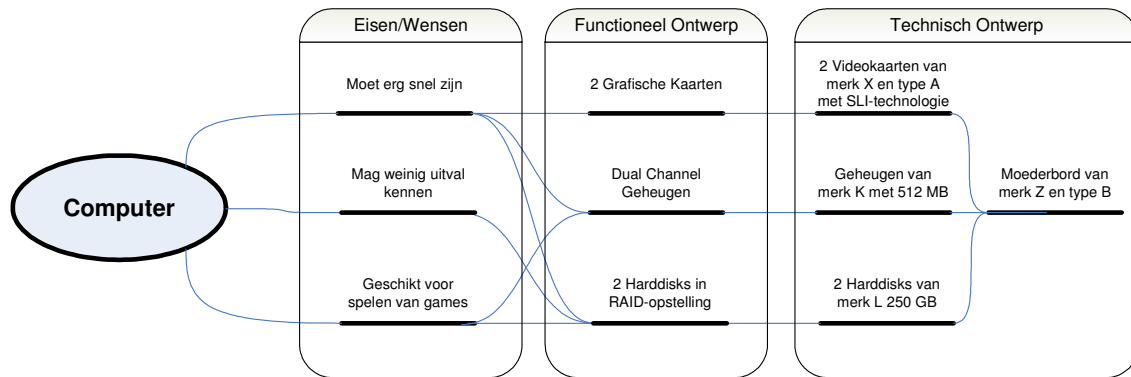 Eisen/Wensen
Functioneel Ontwerp
Technisch Ontwerp
Computer
Moet erg snel zijn
Mag weinig uitval
kennen
Geschikt voor
spelen van games
2 Grafische Kaarten
Dual Channel
Geheugen
2 Harddisks in
RAID-opstelling
2 Videokaarten van
merk X en type A
met SLI-technologie
Geheugen van
merk K met 512 MB
2 Harddisks van
merk L 250 GB
Moederbord van
merk Z en type B